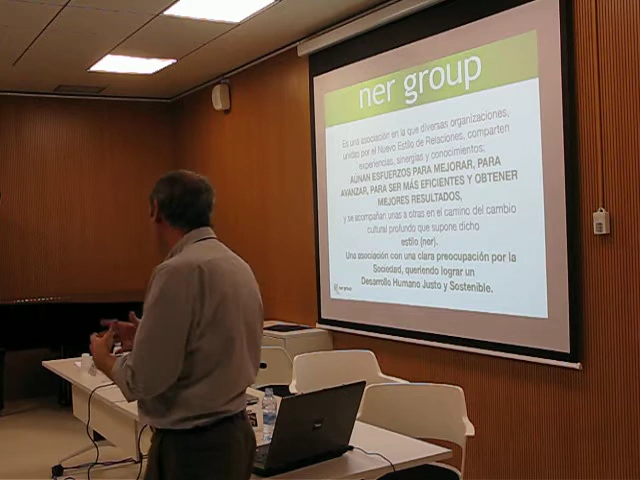 ner group
Es una asociación en la que diversas organizaciones,
unidas por el Nuevo Estilo de Relaciones, comparten
experiencias, sinergias y conocimientos;
AÚNAN ESFUERZOS PARA MEJORAR, PARA
AVANZAR, PARA SER MÁS EFICIENTES Y OBTENER
MEJORES RESULTADOS,
y se acompañan unas a otras en el camino del cambio
cultural profundo que supone dicho
estilo (ner).
Una asociación con una clara preocupación por la
Sociedad, queriendo lograr un
Desarrollo Humano Justo y Sostenible.
ner group